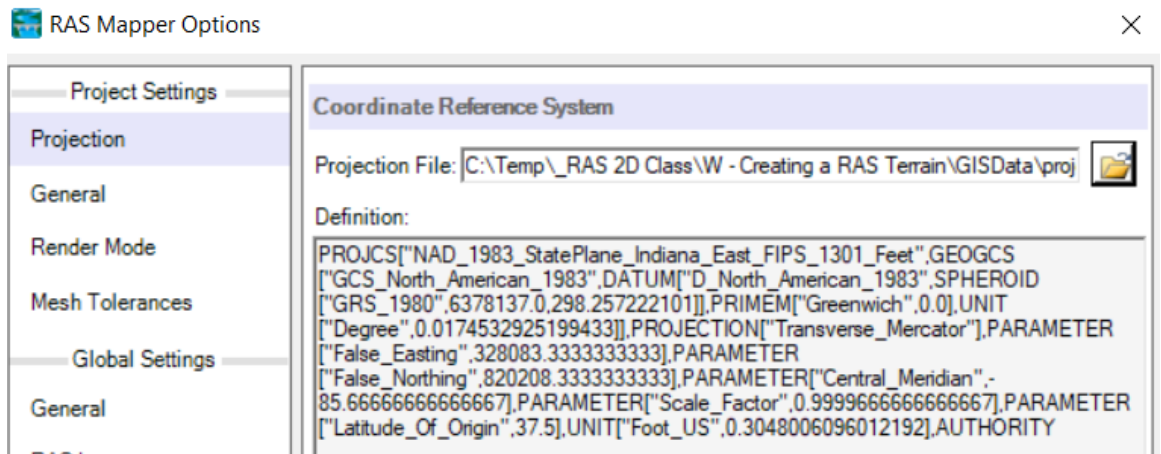 RAS Mapper Options
Project Settings
Projection
General
Render Mode
Mesh Tolerances
Global Settings
General
Coordinate Reference System
Projection File: C:\Temp\_RAS 2D Class\W - Creating a RAS Terrain\GISData\proj
Definition:
PROJCS["NAD_1983_StatePlane_Indiana_East_FIPS_1301_Feet",GEOGCS
["GCS_North_American_1983",DATUM["D_North_American_1983",SPHEROID
["GRS_1980",6378137.0,298.257222101]],PRIMEM["Greenwich",0.0],UNIT
["Degree",0.0174532925199433]],PROJECTION["Transverse_Mercator"],PARAMETER
["False_Easting",328083.3333333333],PARAMETER
["False_Northing",820208.3333333333],PARAMETER["Central_Meridian",-
85.66666666666667],PARAMETER["Scale_Factor",0.9999666666666667],PARAMETER
["Latitude_Of_Origin",37.5],UNIT["Foot_US",0.3048006096012192],AUTHORITY